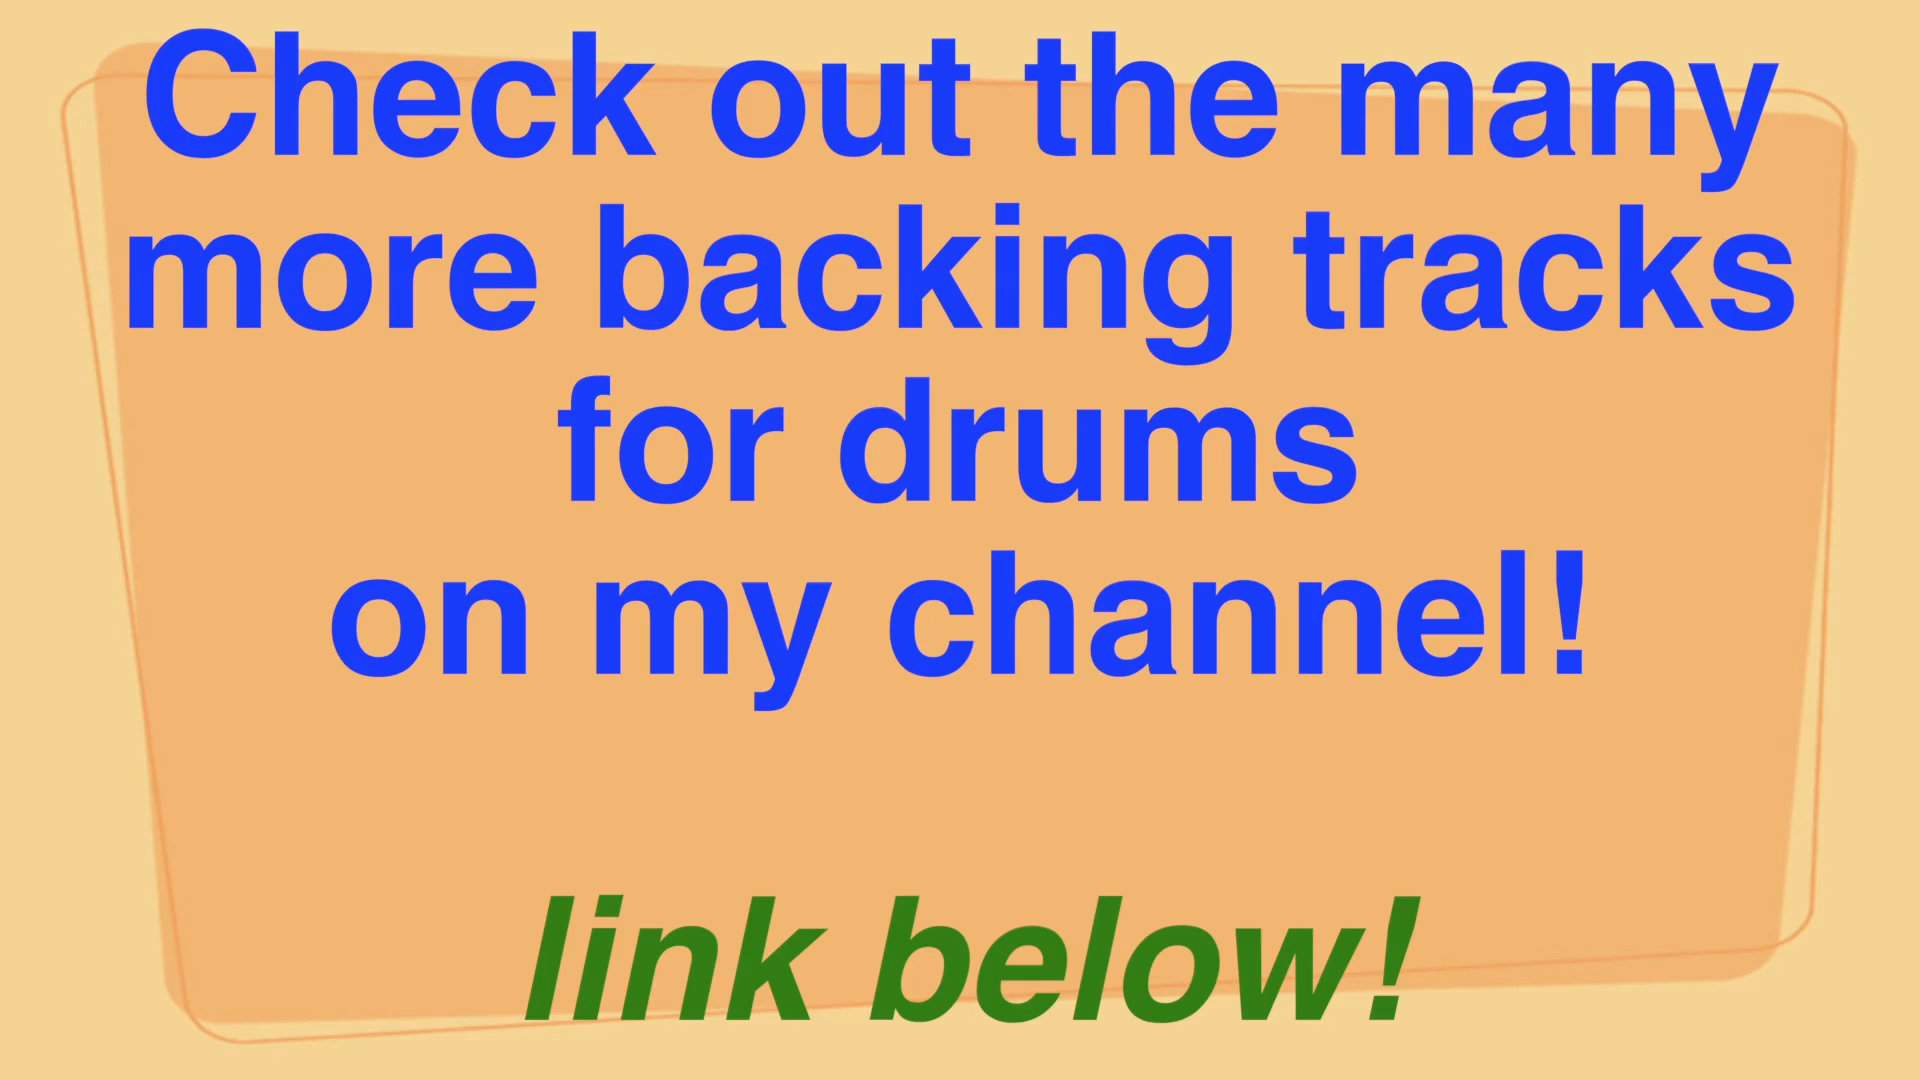 Check out the many
more backing tracks
for drums
on my channel!
link below!